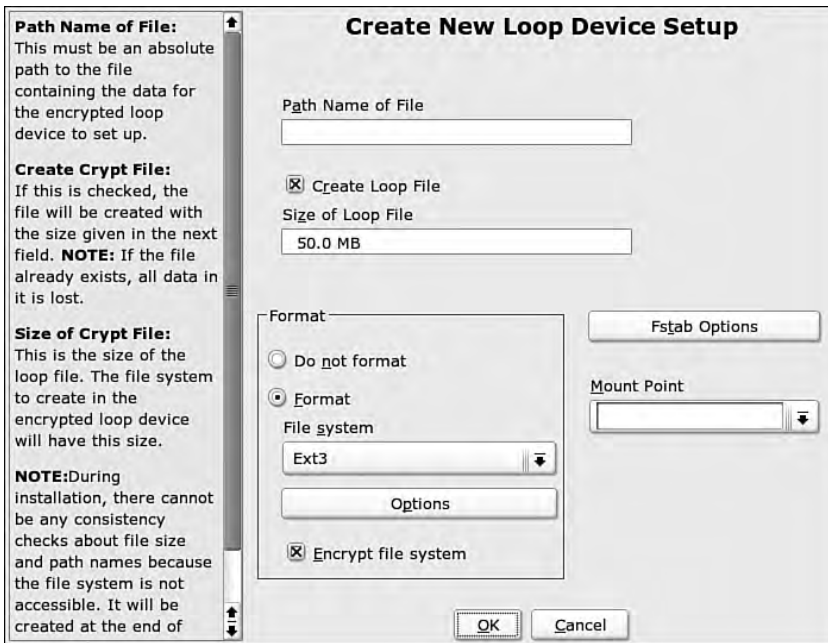 Path Name of File:
This must be an absolute
path to the file
containing the data for
the encrypted loop
device to set up.
Create Crypt File:
If this is checked, the
file will be created with
the size given in the next
field. NOTE: If the file
already exists, all data in
it is lost.
Size of Crypt File:
This is the size of the
loop file. The file system
to create in the
encrypted loop device
will have this size.
NOTE:During
installation, there cannot
be any consistency
checks about file size
and path names because
the file system is not
accessible. It will be
created at the end of
Create New Loop Device Setup
Path Name of File
Create Loop File
Size of Loop File
50.0 MB
Format
Do not format
Format
File system
Ext3
Options
Encrypt file system
Fstab Options
Mount Point
OK
Cancel